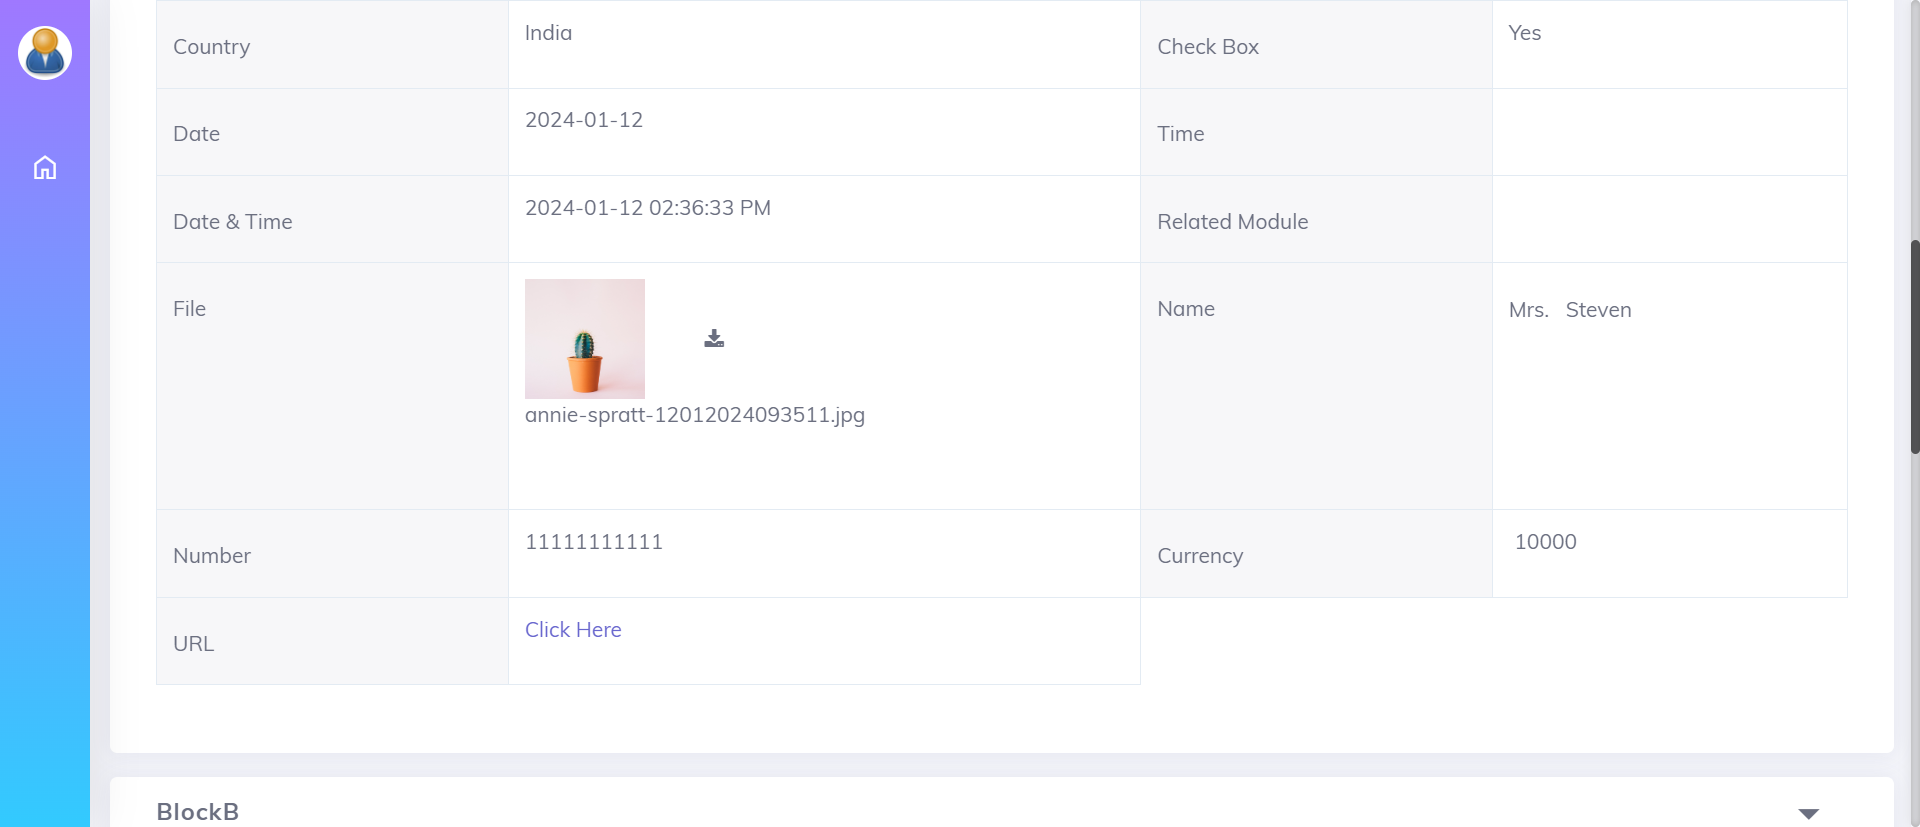 Country India Check Box Yes
Date 2024-01-12 Time
Date & Time 2024-01-12 02:36:33 PM Related Module
File Name Mrs. Steven
annie-spratt-12012024093511.jpg
Number 11111111111 Currency 10000
URL Click Here
BlockB